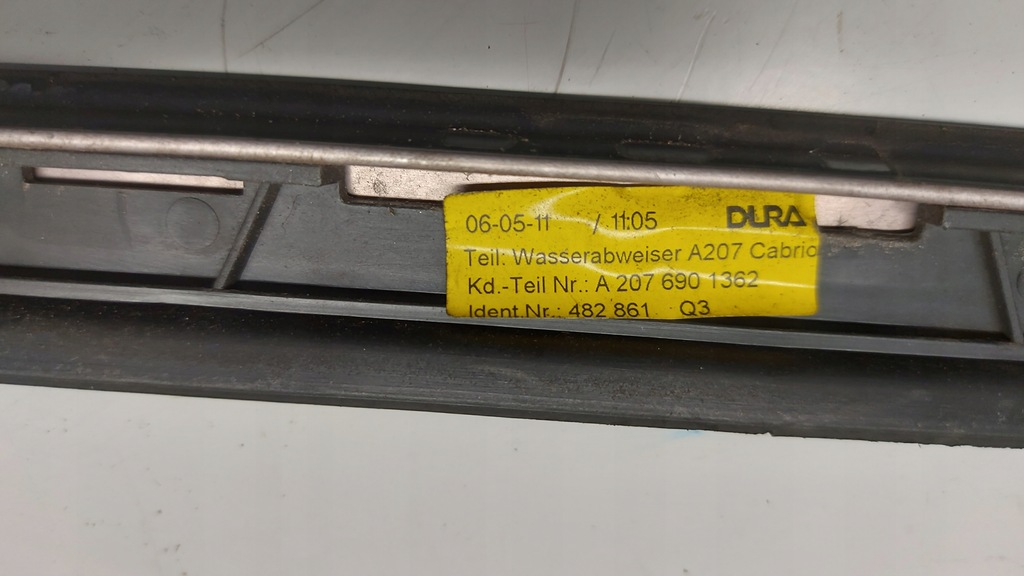 06-05-11 / 11:05 DURA
Teil: Wasserabweiser A207 Cabrio
Kd.-Teil Nr.: A 207 690 1362
Ident.Nr.: 482 861 Q3